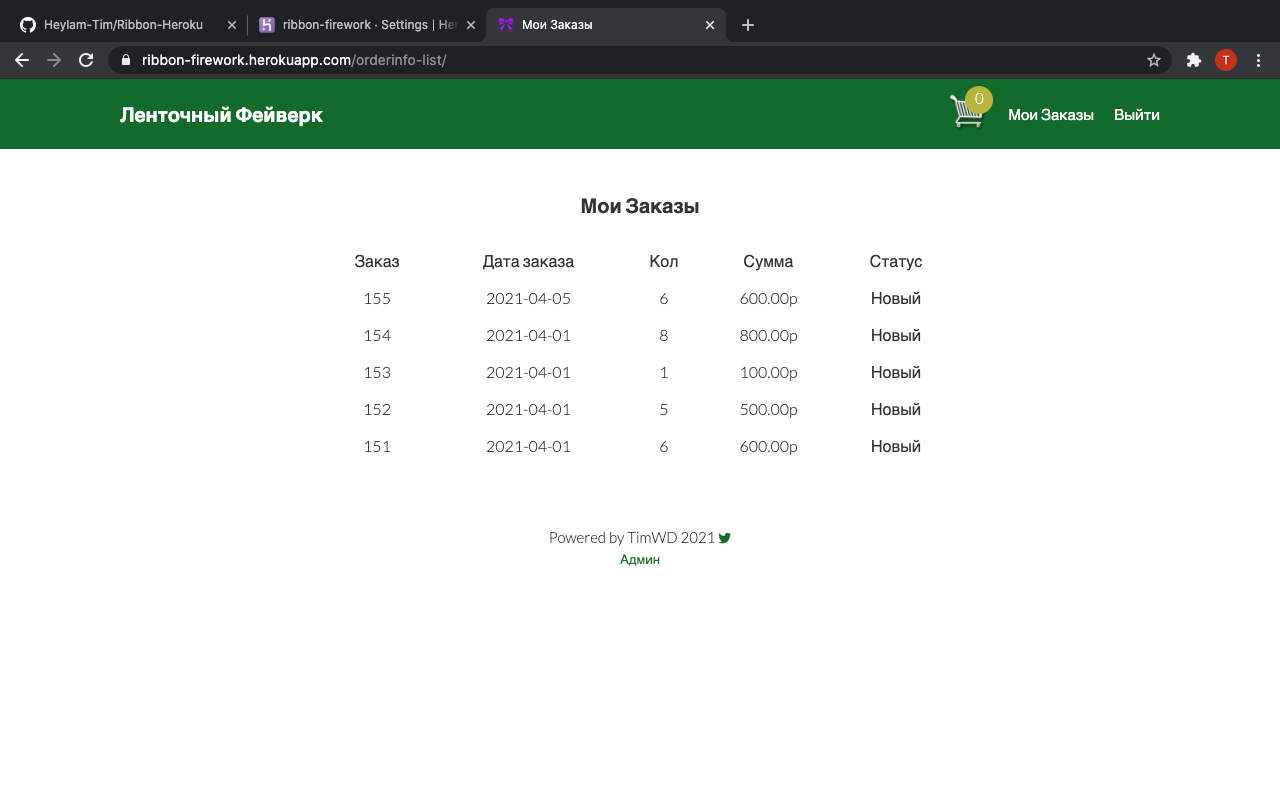 Heylam-Tim/Ribbon-Heroku
ribbon-firework · Settings | Her
Мои Заказы
ribbon-firework.herokuapp.com/orderinfo-list/
T
Ленточный Фейверк
0
Мои Заказы
Выйти
Мои Заказы
Заказ Дата заказа Кол Сумма Статус
155 2021-04-05 6 600.00р Новый
154 2021-04-01 8 800.00р Новый
153 2021-04-01 1 100.00р Новый
152 2021-04-01 5 500.00р Новый
151 2021-04-01 6 600.00р Новый
Powered by TimWD 2021
Админ